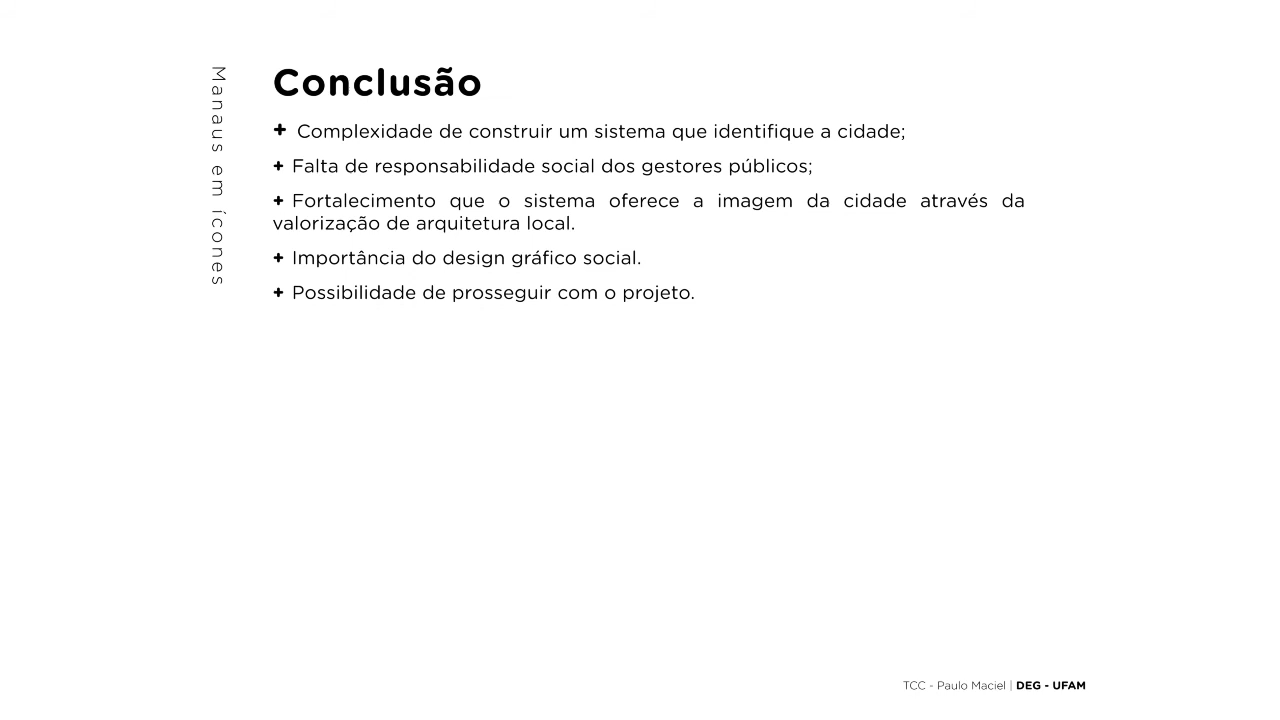 Manaus em ícones
Conclusão
+ Complexidade de construir um sistema que identifique a cidade;
+ Falta de responsabilidade social dos gestores públicos;
+ Fortalecimento que o sistema oferece a imagem da cidade através da
valorização de arquitetura local.
+ Importância do design gráfico social.
+ Possibilidade de prosseguir com o projeto.
TCC - Paulo Maciel | DEG - UFAM